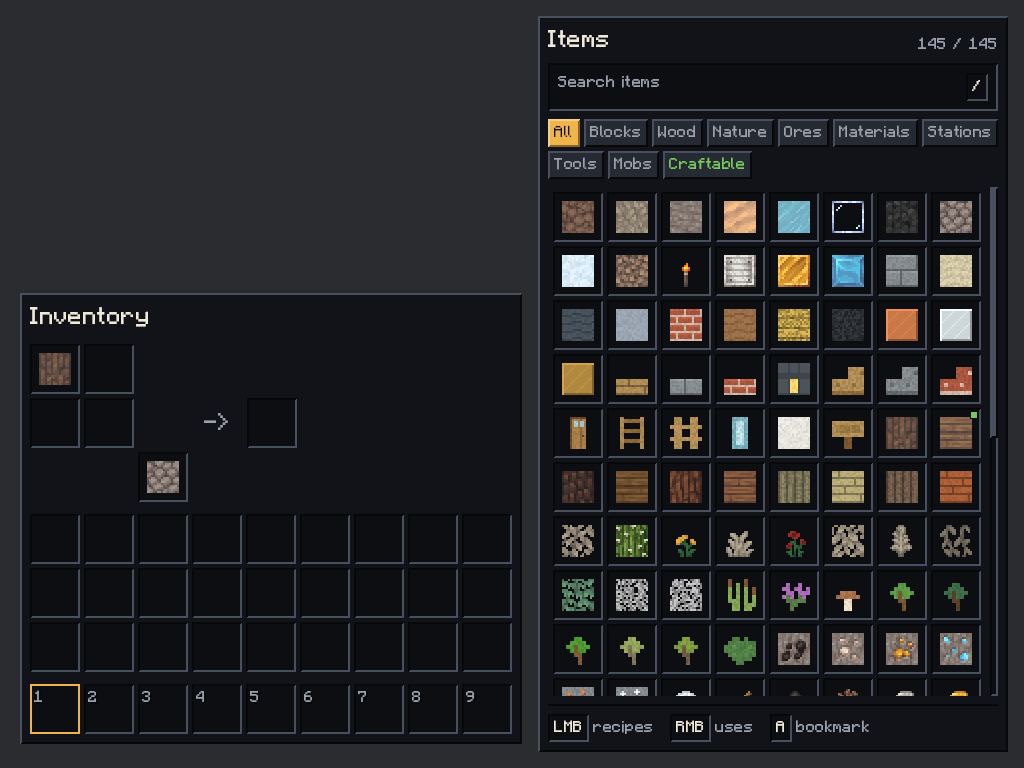 Items
145 / 145
Search items
/
All Blocks Wood Nature Ores Materials Stations
Tools Mobs Craftable
Inventory
->
1 2 3 4 5 6 7 8 9
LMB recipes RMB uses A bookmark